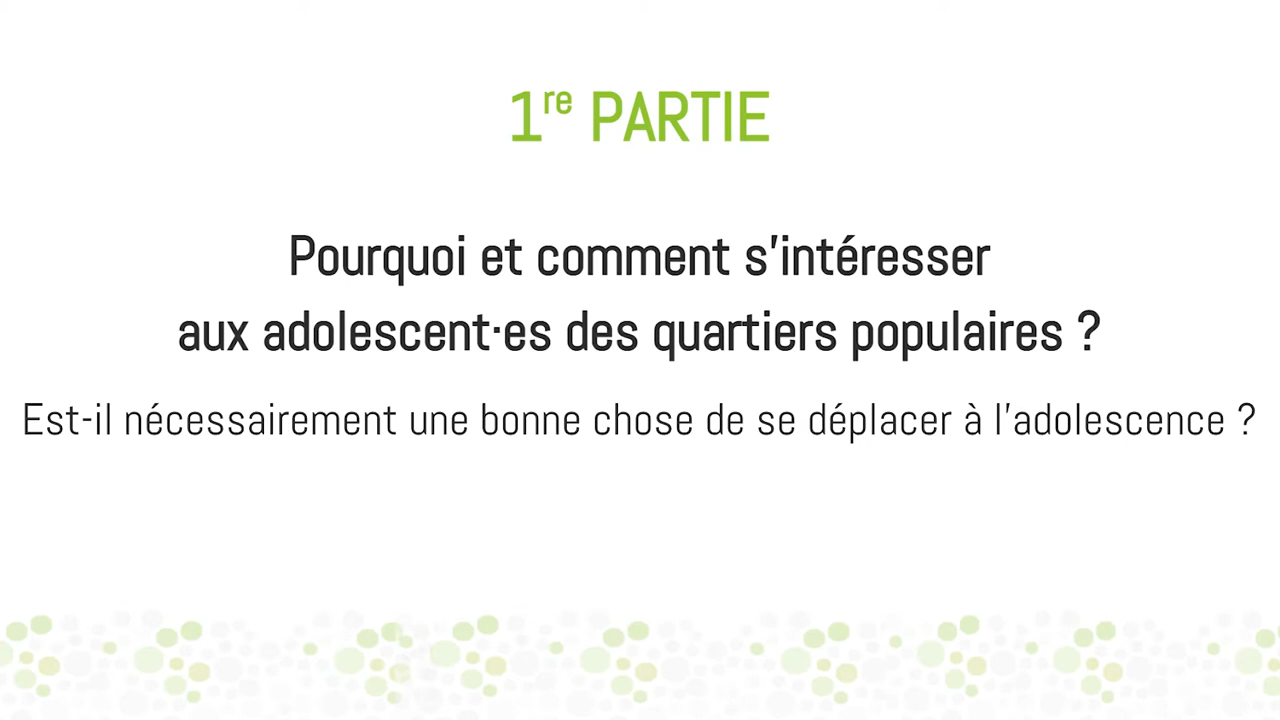 1re PARTIE
Pourquoi et comment s'intéresser
aux adolescent·es des quartiers populaires ?
Est-il nécessairement une bonne chose de se déplacer à l'adolescence ?